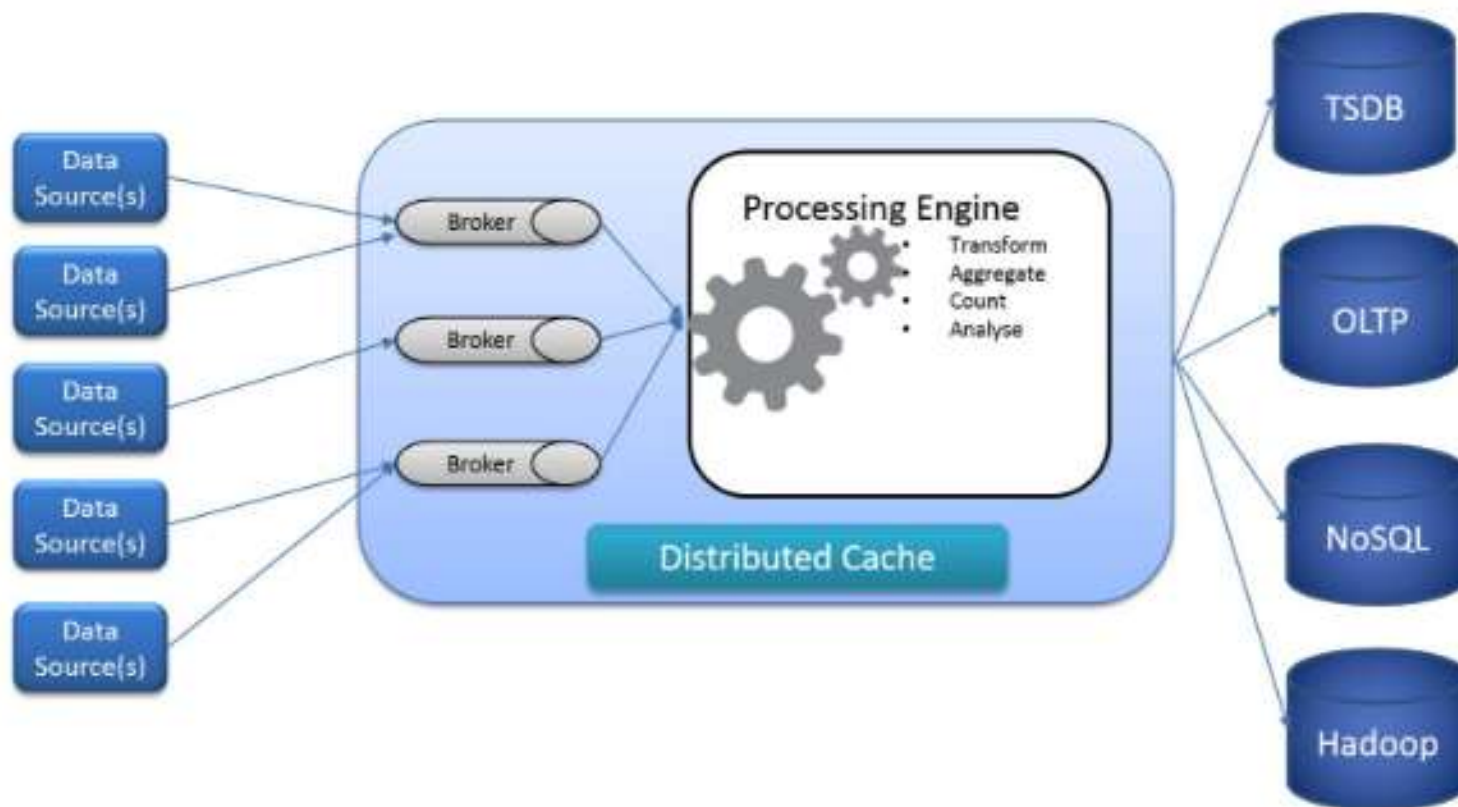 Data
Source(s)
Data
Source(s)
Data
Source(s)
Data
Source(s)
Data
Source(s)
Broker
Broker
Broker
Processing Engine
• Transform
• Aggregate
• Count
• Analyse
Distributed Cache
TSDB
OLTP
NoSQL
Hadoop